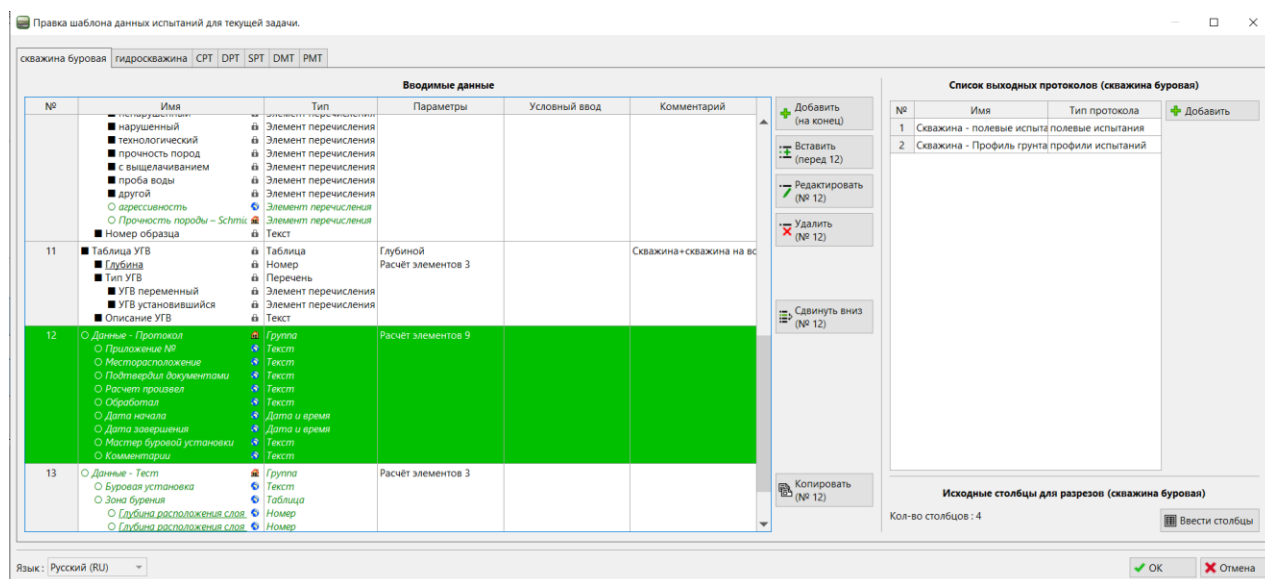 Правка шаблона данных испытаний для текущей задачи.
скважина буровая гидроскважина CPT DPT SPT DMT PMT
Вводимые данные
№ Имя Тип Параметры Условный ввод Комментарий
нарушенный Элемент перечисления
технологический Элемент перечисления
прочность пород Элемент перечисления
с выщелачиванием Элемент перечисления
проба воды Элемент перечисления
другой Элемент перечисления
агрессивность Элемент перечисления
Прочность породы – Schmic Элемент перечисления
Номер образца Текст
11 Таблица УГВ Таблица Глубиной Скважина+скважина на вс
Глубина Номер Расчёт элементов 3
Тип УГВ Перечень
УГВ переменный Элемент перечисления
УГВ установившийся Элемент перечисления
Описание УГВ Текст
12 Данные - Протокол Группа Расчёт элементов 9
Приложение № Текст
Месторасположение Текст
Подтвердил документами Текст
Расчет произвел Текст
Обработал Текст
Дата начала Дата и время
Дата завершения Дата и время
Мастер буровой установки Текст
Комментарии Текст
13 Данные - Тест Группа Расчёт элементов 3
Буровая установка Текст
Зона бурения Таблица
Глубина расположения слоя Номер
Глубина расположения слоя Номер
Добавить
(на конец)
Вставить
(перед 12)
Редактировать
(№ 12)
Удалить
(№ 12)
Сдвинуть вниз
(№ 12)
Копировать
(№ 12)
Список выходных протоколов (скважина буровая)
№ Имя Тип протокола
1 Скважина - полевые испыта полевые испытания
2 Скважина - Профиль грунта профили испытаний
Добавить
Исходные столбцы для разрезов (скважина буровая)
Кол-во столбцов : 4
Ввести столбцы
Язык : Русский (RU)
OK Отмена